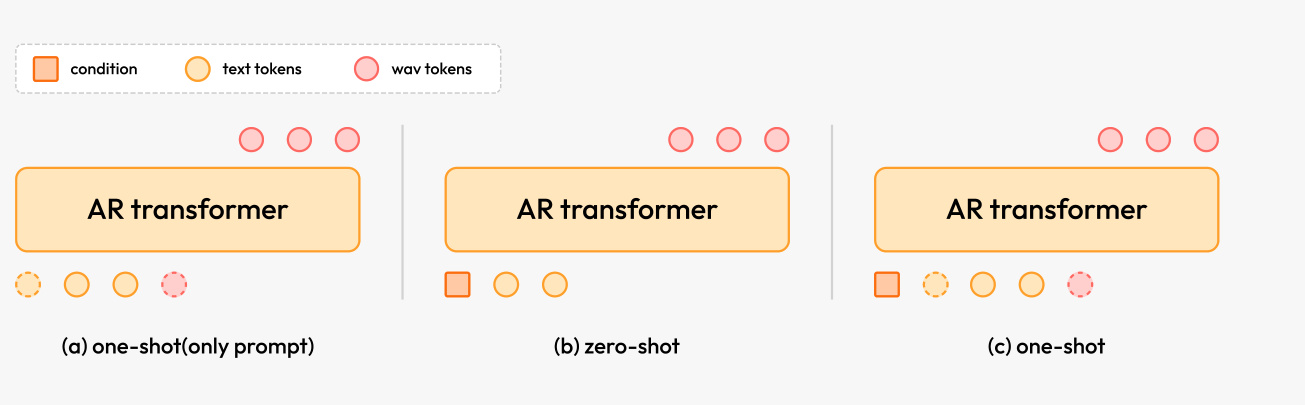 condition text tokens wav tokens
AR transformer AR transformer AR transformer
(a) one-shot(only prompt) (b) zero-shot (c) one-shot